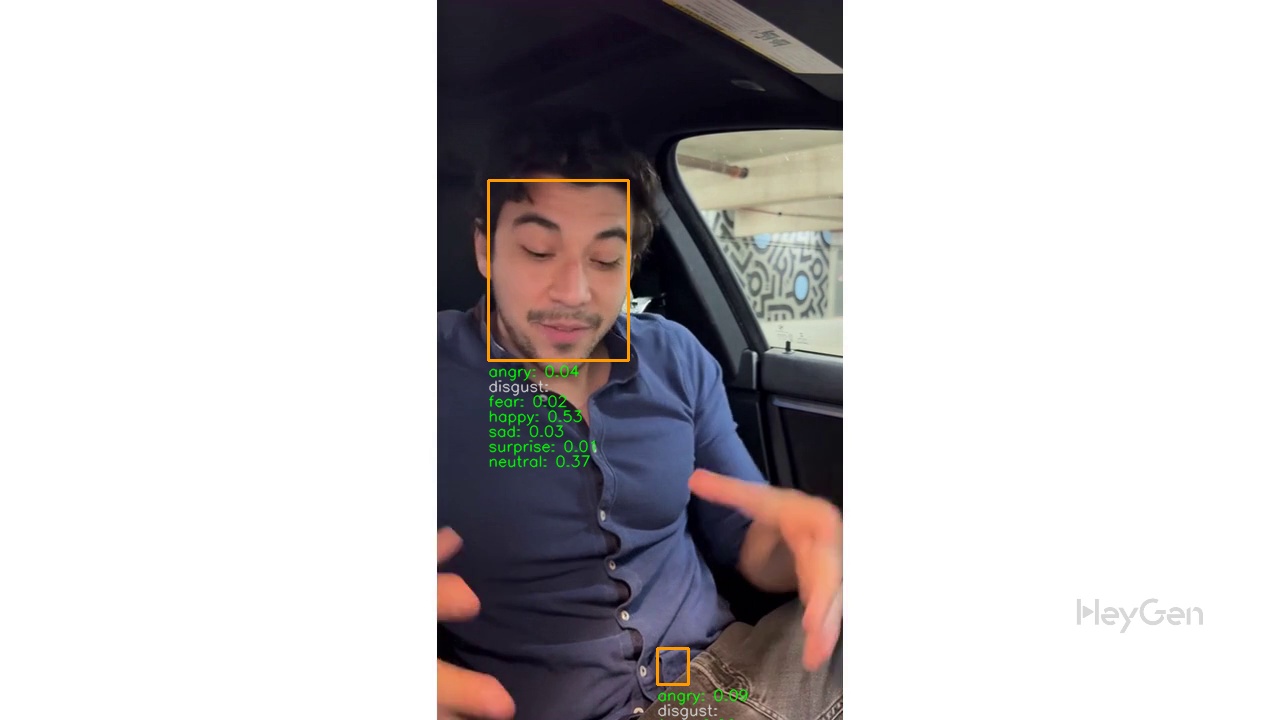 angry: 0.04
disgust:
fear: 0.02
happy: 0.53
sad: 0.03
surprise: 0.01
neutral: 0.37
HeyGen
angry: 0.09
disgust: